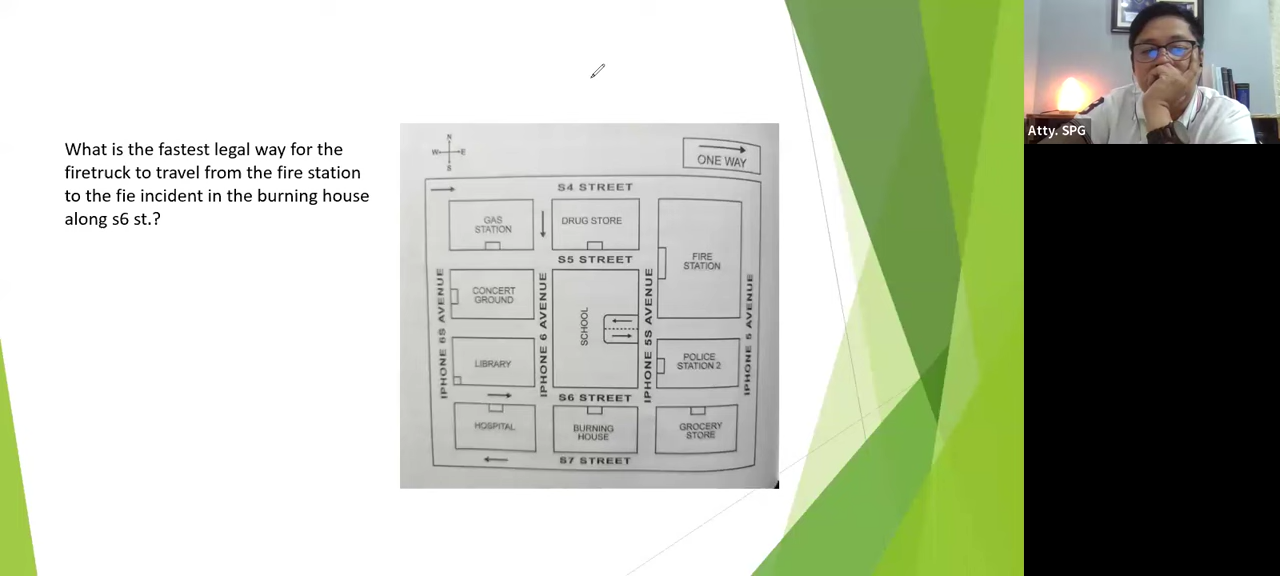 What is the fastest legal way for the
firetruck to travel from the fire station
to the fie incident in the burning house
along s6 st.?
Atty. SPG
N
W E
S
ONE WAY
S4 STREET
GAS
STATION
DRUG STORE
FIRE
STATION
S5 STREET
IPHONE 6S AVENUE
CONCERT
GROUND
IPHONE 6 AVENUE
SCHOOL
IPHONE 5S AVENUE
IPHONE 5 AVENUE
LIBRARY
POLICE
STATION 2
S6 STREET
HOSPITAL
BURNING
HOUSE
GROCERY
STORE
S7 STREET